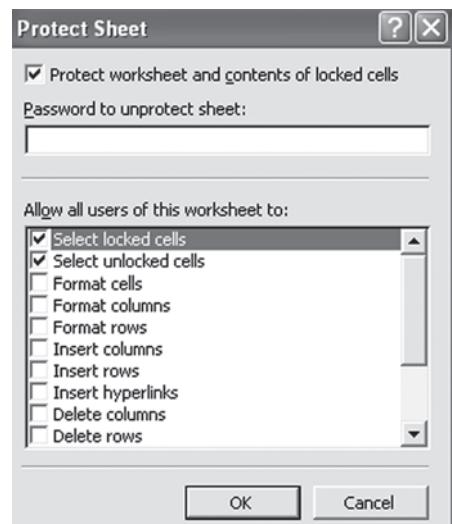 Protect Sheet
Protect worksheet and contents of locked cells
Password to unprotect sheet:
Allow all users of this worksheet to:
Select locked cells
Select unlocked cells
Format cells
Format columns
Format rows
Insert columns
Insert rows
Insert hyperlinks
Delete columns
Delete rows
OK Cancel